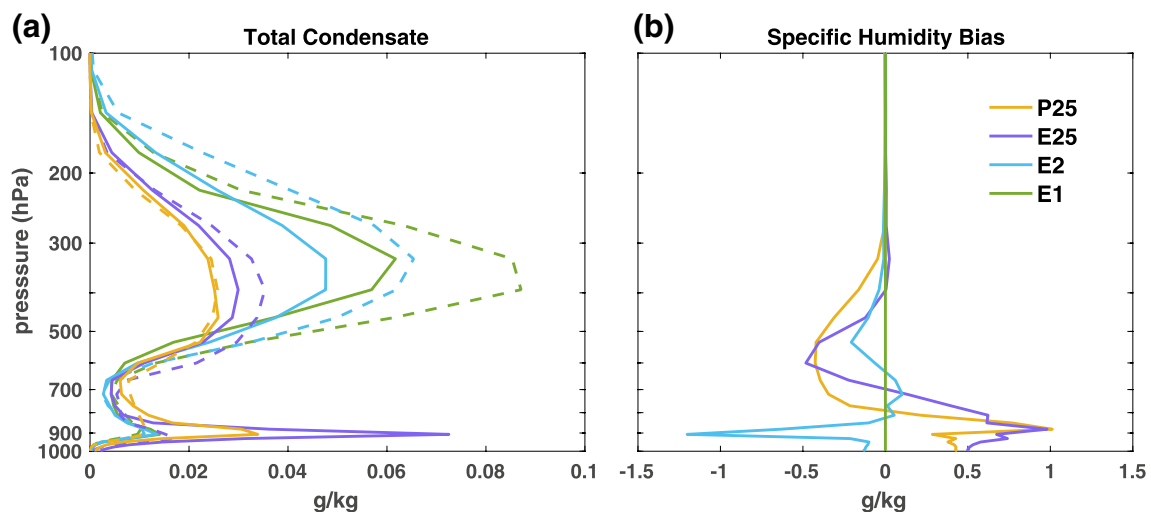 (a)
Total Condensate
100
200
300
500
700
900
1000
presssure (hPa)
0
0.02
0.04
0.06
0.08
0.1
g/kg
(b)
Specific Humidity Bias
P25
E25
E2
E1
-1.5
-1
-0.5
0
0.5
1
1.5
g/kg